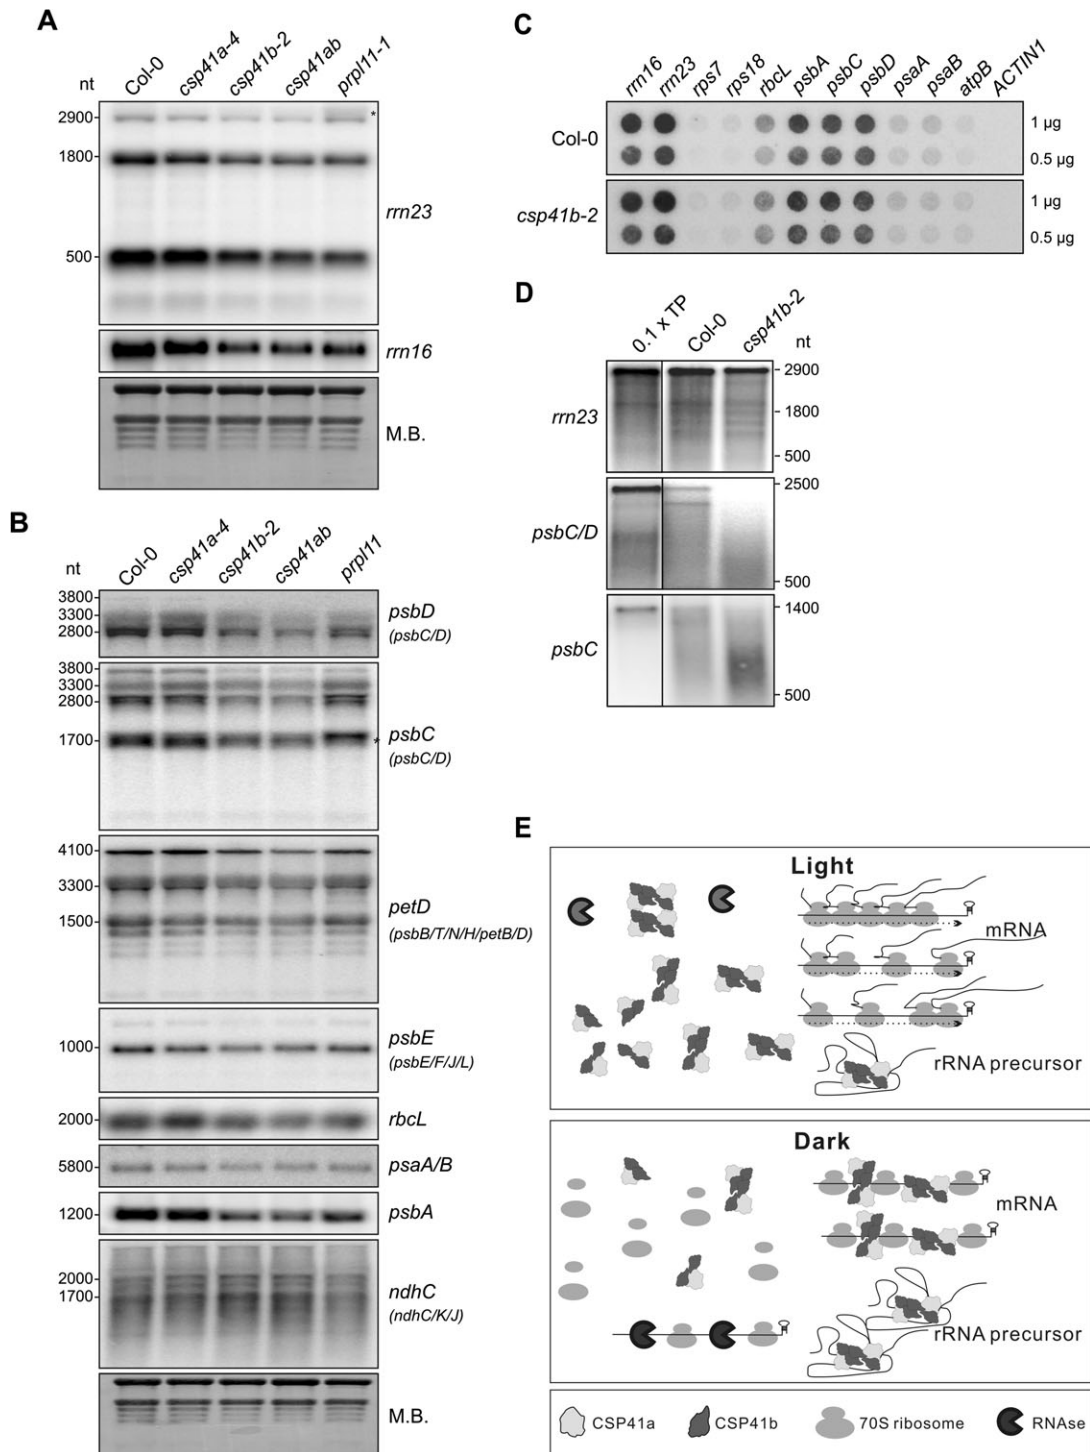 A
nt
Col-0
csp41a-4
csp41b-2
csp41ab
prpl11-1
2900
*
1800
rrn23
500
rrn16
M.B.
B
nt
Col-0
csp41a-4
csp41b-2
csp41ab
prpl11
3800
3300
2800
psbD
(psbC/D)
3800
3300
2800
1700
*
psbC
(psbC/D)
4100
3300
1500
petD
(psbB/T/N/H/petB/D)
1000
psbE
(psbE/F/J/L)
2000
rbcL
5800
psaA/B
1200
psbA
2000
1700
ndhC
(ndhC/K/J)
M.B.
C
rrn16
rrn23
rps7
rps18
rbcL
psbA
psbC
psbD
psaA
psaB
atpB
ACTIN1
Col-0
1 µg
0.5 µg
csp41b-2
1 µg
0.5 µg
D
0.1 x TP
Col-0
csp41b-2
nt
rrn23
2900
1800
500
psbC/D
2500
500
psbC
1400
500
E
Light
mRNA
rRNA precursor
Dark
mRNA
rRNA precursor
CSP41a
CSP41b
70S ribosome
RNAse